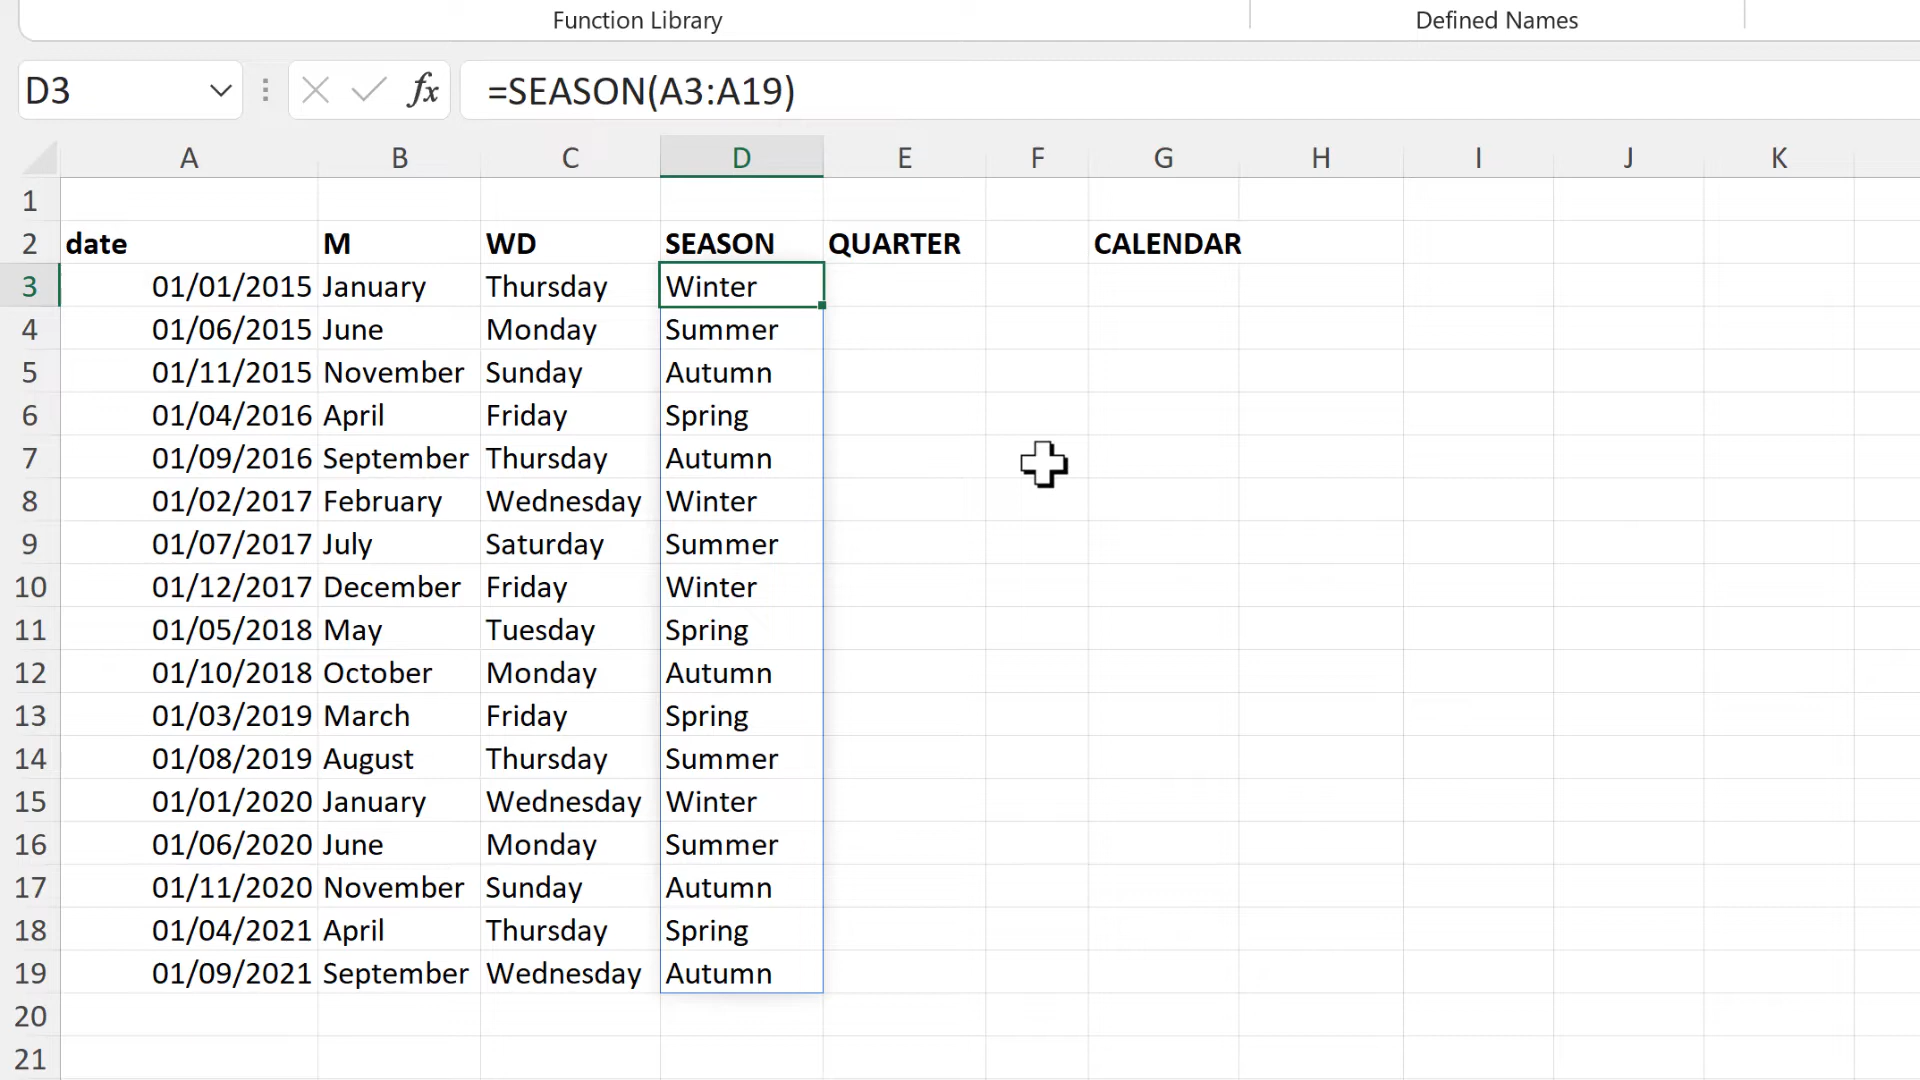 Function Library Defined Names
D3 fx =SEASON(A3:A19)
A B C D E F G H I J K
1
2 date M WD SEASON QUARTER CALENDAR
3 01/01/2015 January Thursday Winter
4 01/06/2015 June Monday Summer
5 01/11/2015 November Sunday Autumn
6 01/04/2016 April Friday Spring
7 01/09/2016 September Thursday Autumn
8 01/02/2017 February Wednesday Winter
9 01/07/2017 July Saturday Summer
10 01/12/2017 December Friday Winter
11 01/05/2018 May Tuesday Spring
12 01/10/2018 October Monday Autumn
13 01/03/2019 March Friday Spring
14 01/08/2019 August Thursday Summer
15 01/01/2020 January Wednesday Winter
16 01/06/2020 June Monday Summer
17 01/11/2020 November Sunday Autumn
18 01/04/2021 April Thursday Spring
19 01/09/2021 September Wednesday Autumn
20
21